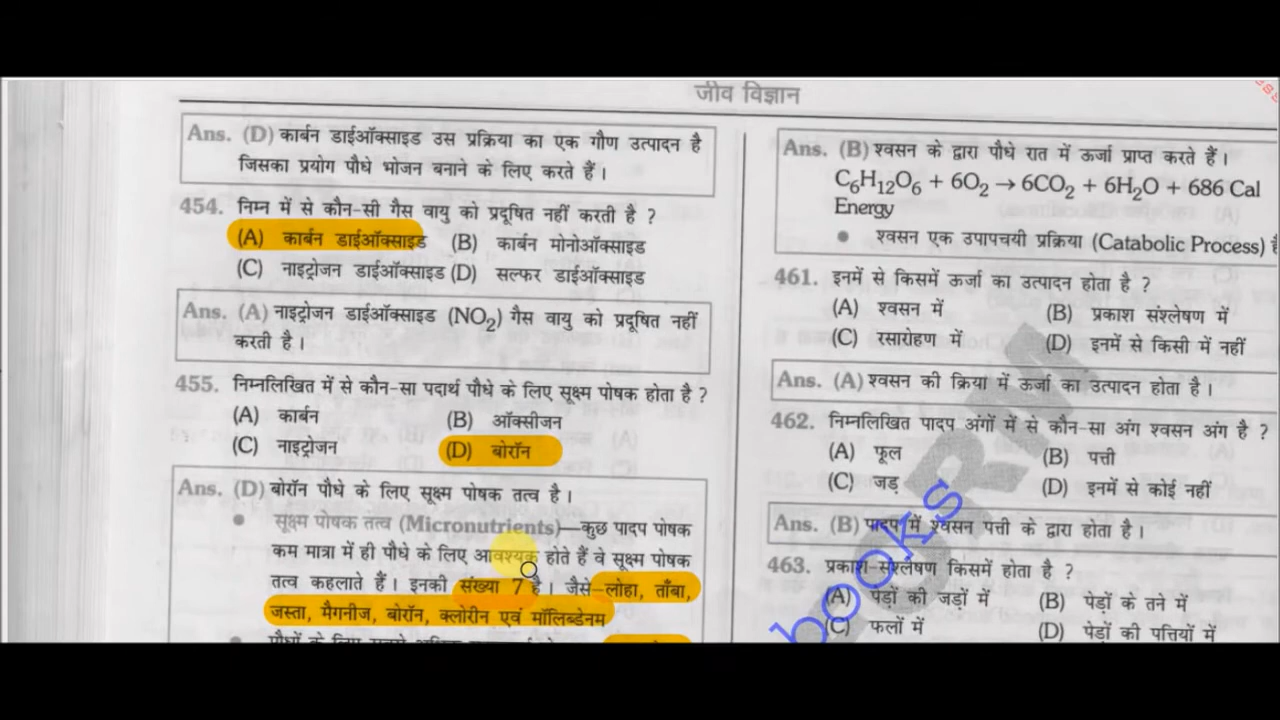 जीव विज्ञान
Ans. (D) कार्बन डाईऑक्साइड उस प्रक्रिया का एक गौण उत्पादन है
जिसका प्रयोग पौधे भोजन बनाने के लिए करते हैं।
454. निम्न में से कौन-सी गैस वायु को प्रदूषित नहीं करती है ?
(A) कार्बन डाईऑक्साइड (B) कार्बन मोनोऑक्साइड
(C) नाइट्रोजन डाईऑक्साइड (D) सल्फर डाईऑक्साइड
Ans. (A) नाइट्रोजन डाईऑक्साइड (NO2) गैस वायु को प्रदूषित नहीं
करती है।
455. निम्नलिखित में से कौन-सा पदार्थ पौधे के लिए सूक्ष्म पोषक होता है ?
(A) कार्बन (B) ऑक्सीजन
(C) नाइट्रोजन (D) बोरॉन
Ans. (D) बोरॉन पौधे के लिए सूक्ष्म पोषक तत्व है।
● सूक्ष्म पोषक तत्व (Micronutrients)—कुछ पादप पोषक
कम मात्रा में ही पौधे के लिए आवश्यक होते हैं वे सूक्ष्म पोषक
तत्व कहलाते हैं। इनकी संख्या 7 है। जैसे-लोहा, ताँबा,
जस्ता, मैगनीज, बोरॉन, क्लोरीन एवं मॉलिब्डेनम
Ans. (B) श्वसन के द्वारा पौधे रात में ऊर्जा प्राप्त करते हैं।
C6H12O6 + 6O2 → 6CO2 + 6H2O + 686 Cal
Energy
● श्वसन एक उपापचयी प्रक्रिया (Catabolic Process) है
461. इनमें से किसमें ऊर्जा का उत्पादन होता है ?
(A) श्वसन में (B) प्रकाश संश्लेषण में
(C) रसारोहण में (D) इनमें से किसी में नहीं
Ans. (A) श्वसन की क्रिया में ऊर्जा का उत्पादन होता है।
462. निम्नलिखित पादप अंगों में से कौन-सा अंग श्वसन अंग है ?
(A) फूल (B) पत्ती
(C) जड़ (D) इनमें से कोई नहीं
Ans. (B) पादप में श्वसन पत्ती के द्वारा होता है।
463. प्रकाश-संश्लेषण किसमें होता है ?
(A) पेड़ों की जड़ों में (B) पेड़ों के तने में
(C) फलों में (D) पेड़ों की पत्तियों में
books